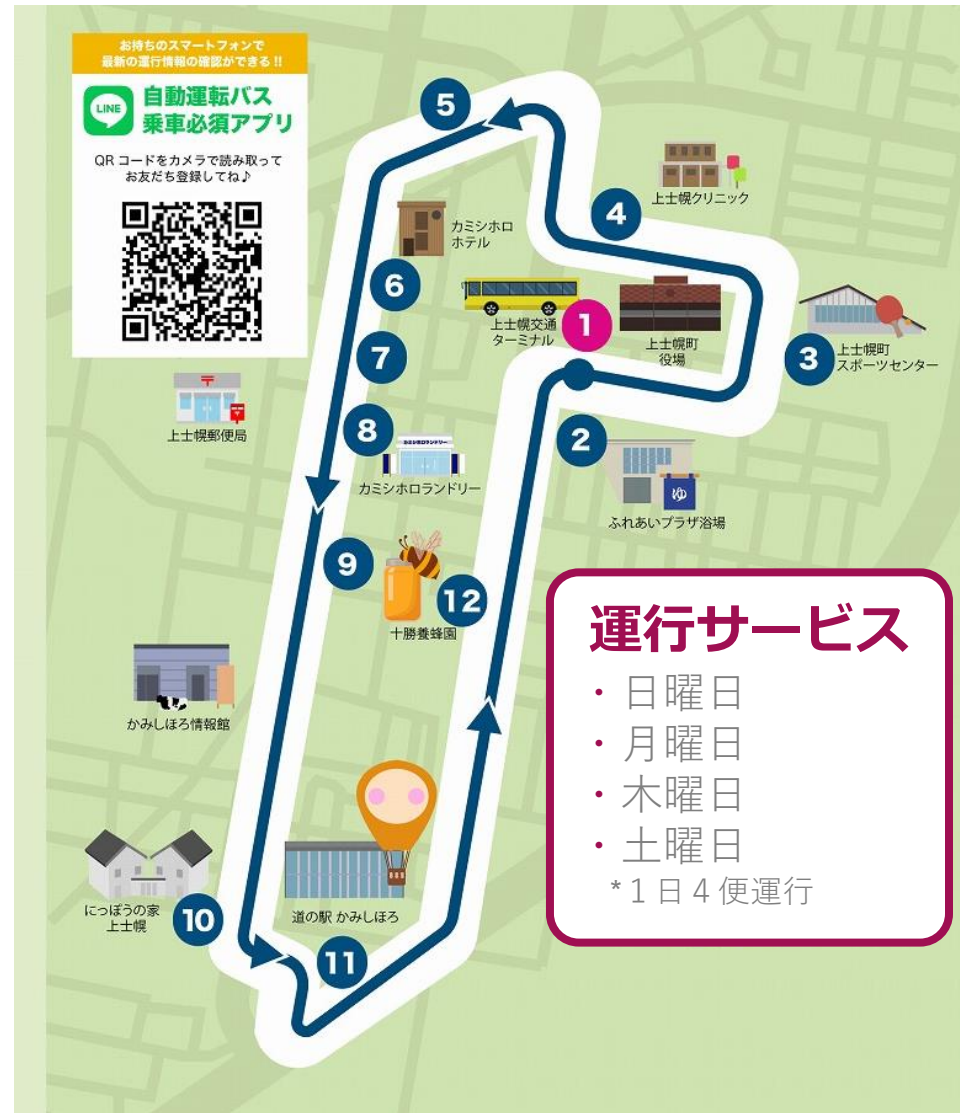 お持ちのスマートフォンで
最新の運行情報の確認ができる!!
LINE
自動運転バス
乗車必須アプリ
QRコードをカメラで読み取って
お友だち登録してね♪
5
上士幌クリニック
4
カミシホロ
ホテル
6
上士幌交通
ターミナル
1
上士幌町
役場
7
3
上士幌町
スポーツセンター
上士幌郵便局
8
カミシホロランドリー
カミシホロランドリー
2
ゆ
ふれあいプラザ浴場
9
12
十勝養蜂園
かみしほろ情報館
にっぽうの家
上士幌
10
道の駅 かみしほろ
11
運行サービス
・日曜日
・月曜日
・木曜日
・土曜日
*1日4便運行